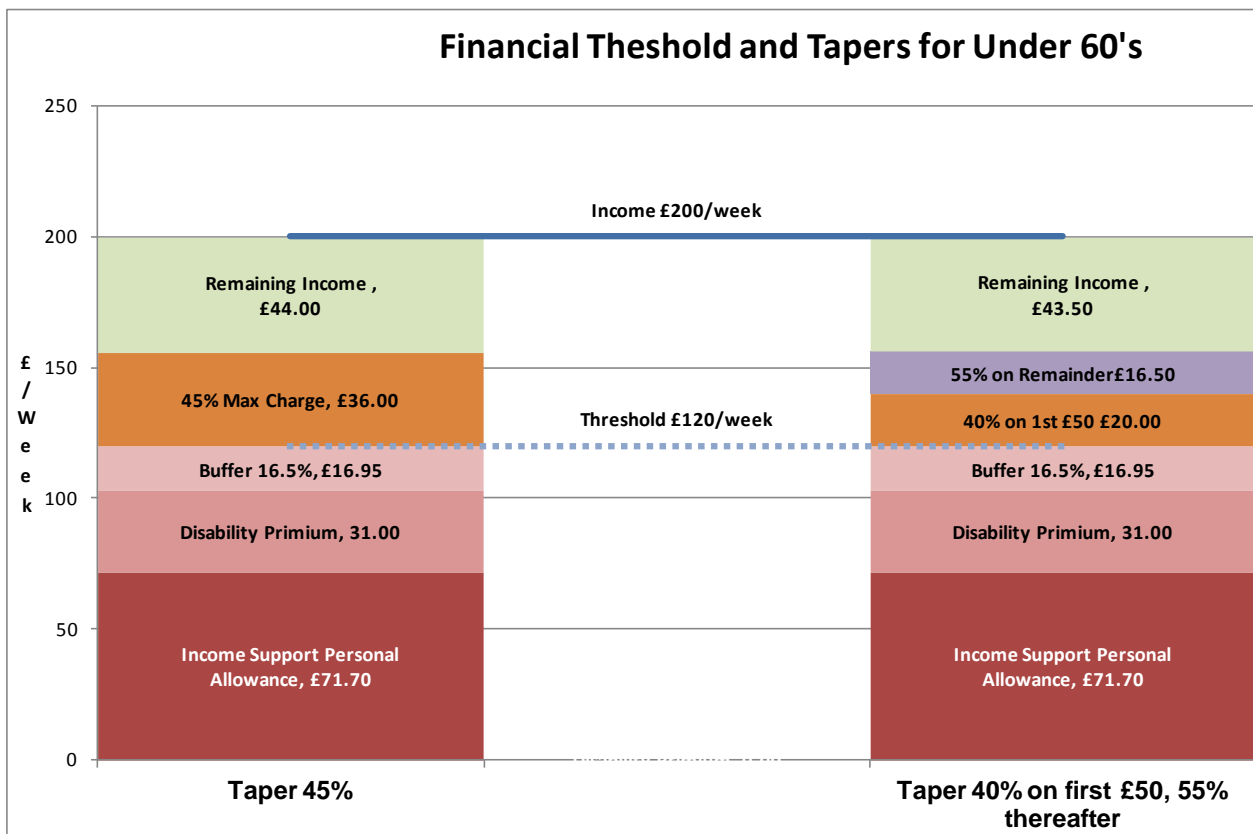 Financial Theshold and Tapers for Under 60's
250
200
150
100
50
0
£
/
W
e
e
k
Income £200/week
Remaining Income ,
£44.00
45% Max Charge, £36.00
Buffer 16.5%, £16.95
Disability Primium, 31.00
Income Support Personal
Allowance, £71.70
Threshold £120/week
Remaining Income ,
£43.50
55% on Remainder£16.50
40% on 1st £50 £20.00
Buffer 16.5%, £16.95
Disability Primium, 31.00
Income Support Personal
Allowance, £71.70
Taper 45%
Taper 40% on first £50, 55%
thereafter